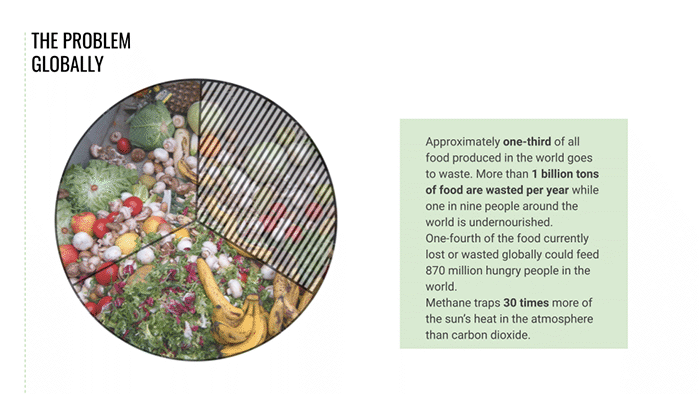 THE PROBLEM
GLOBALLY
Approximately one-third of all
food produced in the world goes
to waste. More than 1 billion tons
of food are wasted per year while
one in nine people around the
world is undernourished.
One-fourth of the food currently
lost or wasted globally could feed
870 million hungry people in the
world.
Methane traps 30 times more of
the sun's heat in the atmosphere
than carbon dioxide.